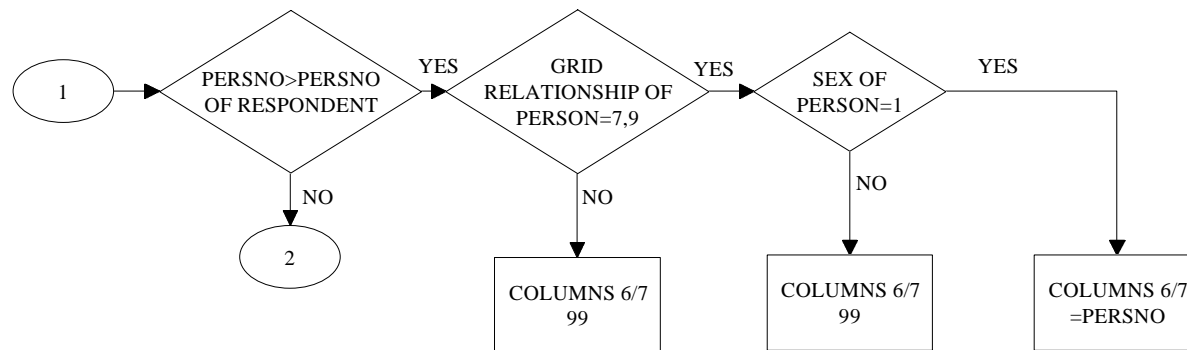 1
PERSNO>PERSNO
OF RESPONDENT
YES
NO
2
GRID
RELATIONSHIP OF
PERSON=7,9
YES
NO
COLUMNS 6/7
99
SEX OF
PERSON=1
YES
NO
COLUMNS 6/7
99
COLUMNS 6/7
=PERSNO